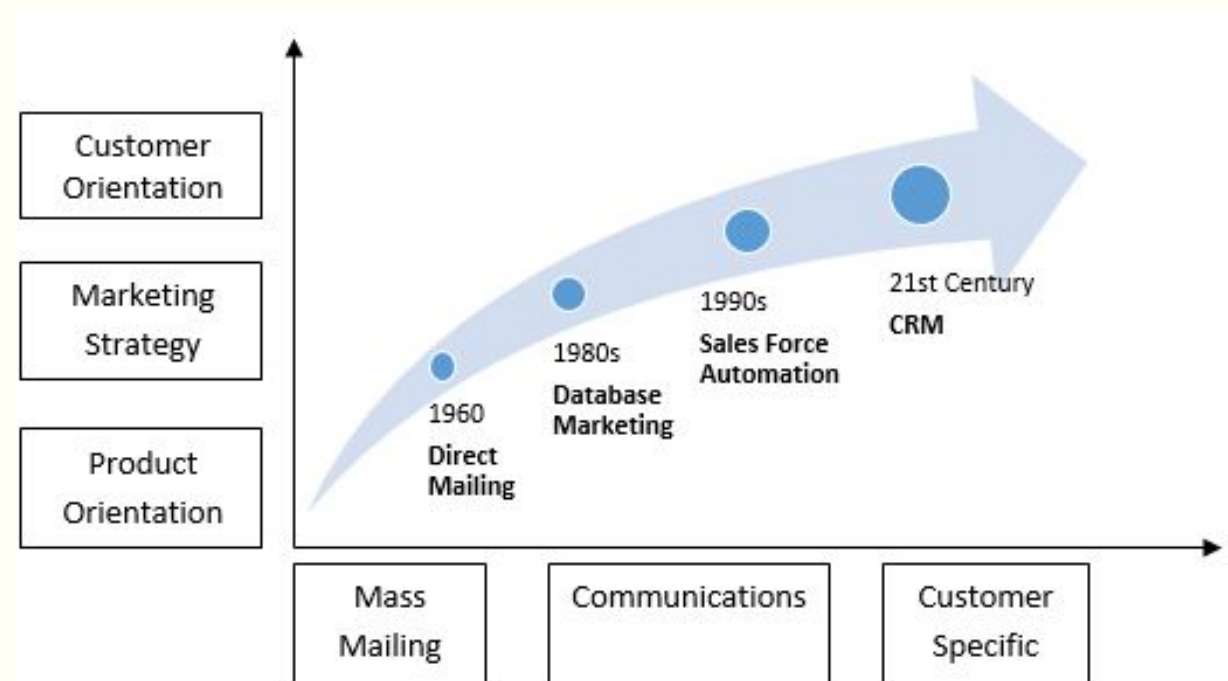 Customer
Orientation
Marketing
Strategy
Product
Orientation
1960
Direct
Mailing
1980s
Database
Marketing
1990s
Sales Force
Automation
21st Century
CRM
Mass
Mailing
Communications
Customer
Specific